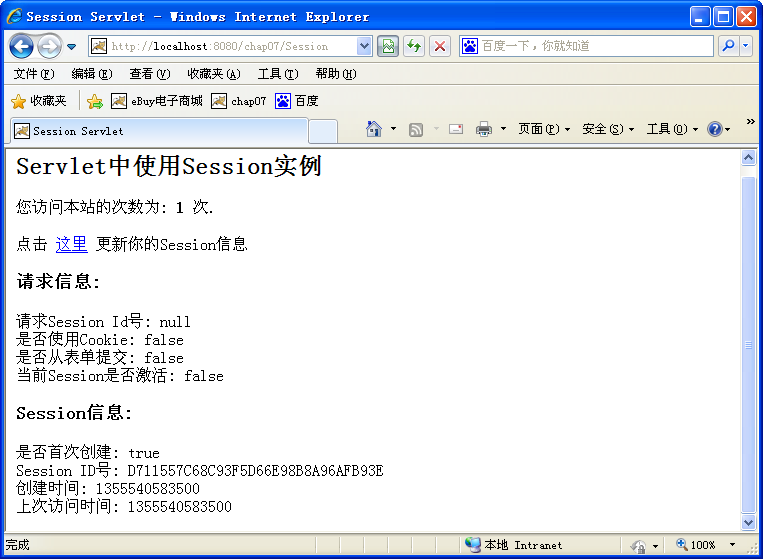 Session Servlet - Windows Internet Explorer
http://localhost:8080/chap07/Session
百度一下，你就知道
文件(F) 编辑(E) 查看(V) 收藏夹(A) 工具(T) 帮助(H)
收藏夹 eBuy电子商城 chap07 百度
Session Servlet 页面(P) 安全(S) 工具(O) »
Servlet中使用Session实例
您访问本站的次数为: 1 次.
点击 这里 更新你的Session信息
请求信息:
请求Session Id号: null
是否使用Cookie: false
是否从表单提交: false
当前Session是否激活: false
Session信息:
是否首次创建: true
Session ID号: D711557C68C93F5D66E98B8A96AFB93E
创建时间: 1355540583500
上次访问时间: 1355540583500
完成 本地 Intranet 100%